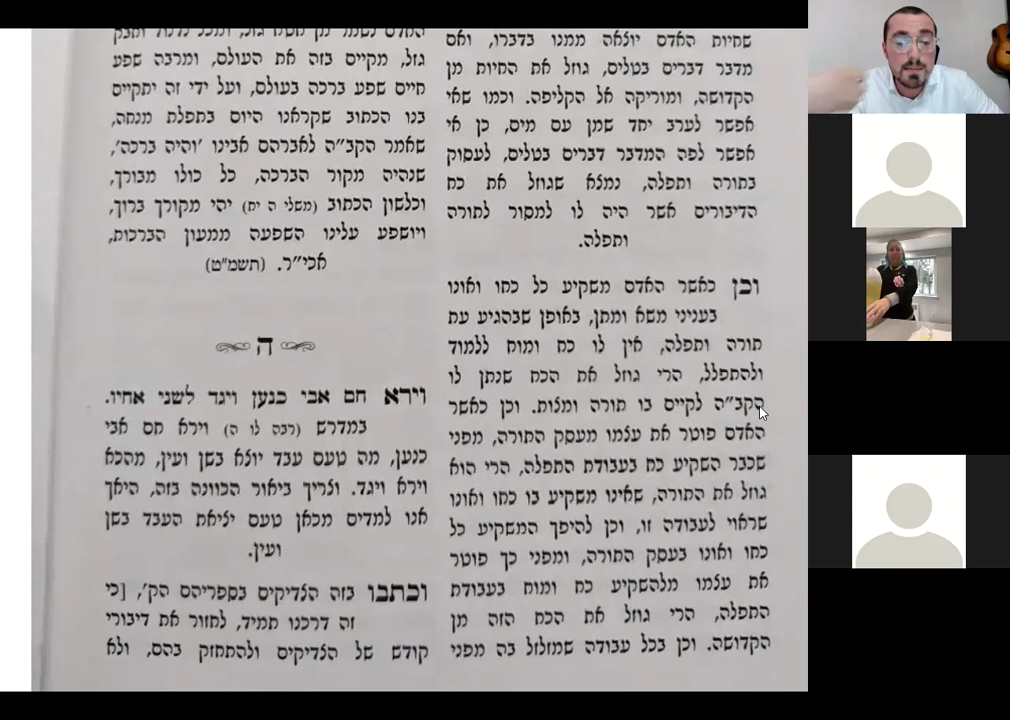 שחיות האדם יוצאה ממנו בדברו, ואם
מדבר דברים בטלים, גוזל את החיות מן
הקדושה, ומוריקה אל הקליפה. וכמו שאי
אפשר לערב יחד שמן עם מים, כן אי
אפשר לפה המדבר דברים בטלים, לעסוק
בתורה ותפלה, נמצא שגוזל את כח
הדיבורים אשר היה לו למסור לתורה
ותפלה.
וכן כאשר האדם משקיע כל כחו ואונו
בעניני משא ומתן, באופן שבהגיע עת
תורה ותפלה, אין לו כח ומוח ללמוד
ולהתפלל, הרי גוזל את הכח שנתן לו
הקב"ה לקיים בו תורה ומצות. וכן כאשר
האדם פוטר את עצמו מעסק התורה, מפני
שכבר השקיע כח בעבודת התפלה, הרי הוא
גוזל את התורה, שאינו משקיע בו כחו ואונו
שראוי לעבודה זו, וכן להיפך המשקיע כל
כחו ואונו בעסק התורה, ומפני כך פוטר
את עצמו מלהשקיע כח ומוח בעבודת
התפלה, הרי גוזל את הכח הזה מן
הקדושה. וכן בכל עבודה שמזלזל בה מפני
גזל, מקיים בזה את העולם, ומרבה שפע
חיים שפע ברכה בעולם, ועל ידי זה יתקיים
בנו הכתוב שקראנו היום בתפלת מנחה,
שאמר הקב"ה לאברהם אבינו 'והיה ברכה',
שנהיה מקור הברכה, כל כולו מבורך,
וכלשון הכתוב (משלי ה יח) יהי מקורך ברוך,
ויושפע עלינו השפעה ממעון הברכות,
אכי"ר. (תשמ"ט)
ה
וירא חם אבי כנען ויגד לשני אחיו.
במדרש (רבה לו ה) וירא חם אבי
כנען, מה טעם עבד יוצא בשן ועין, מהכא
וירא ויגד. וצריך ביאור הכוונה בזה, היאך
אנו למדים מכאן טעם יציאת העבד בשן
ועין.
וכתבו בזה הצדיקים בספריהם הק', [כי
זה דרכנו תמיד, לחזור את דיבורי
קודש של הצדיקים ולהתחזק בהם, ולא